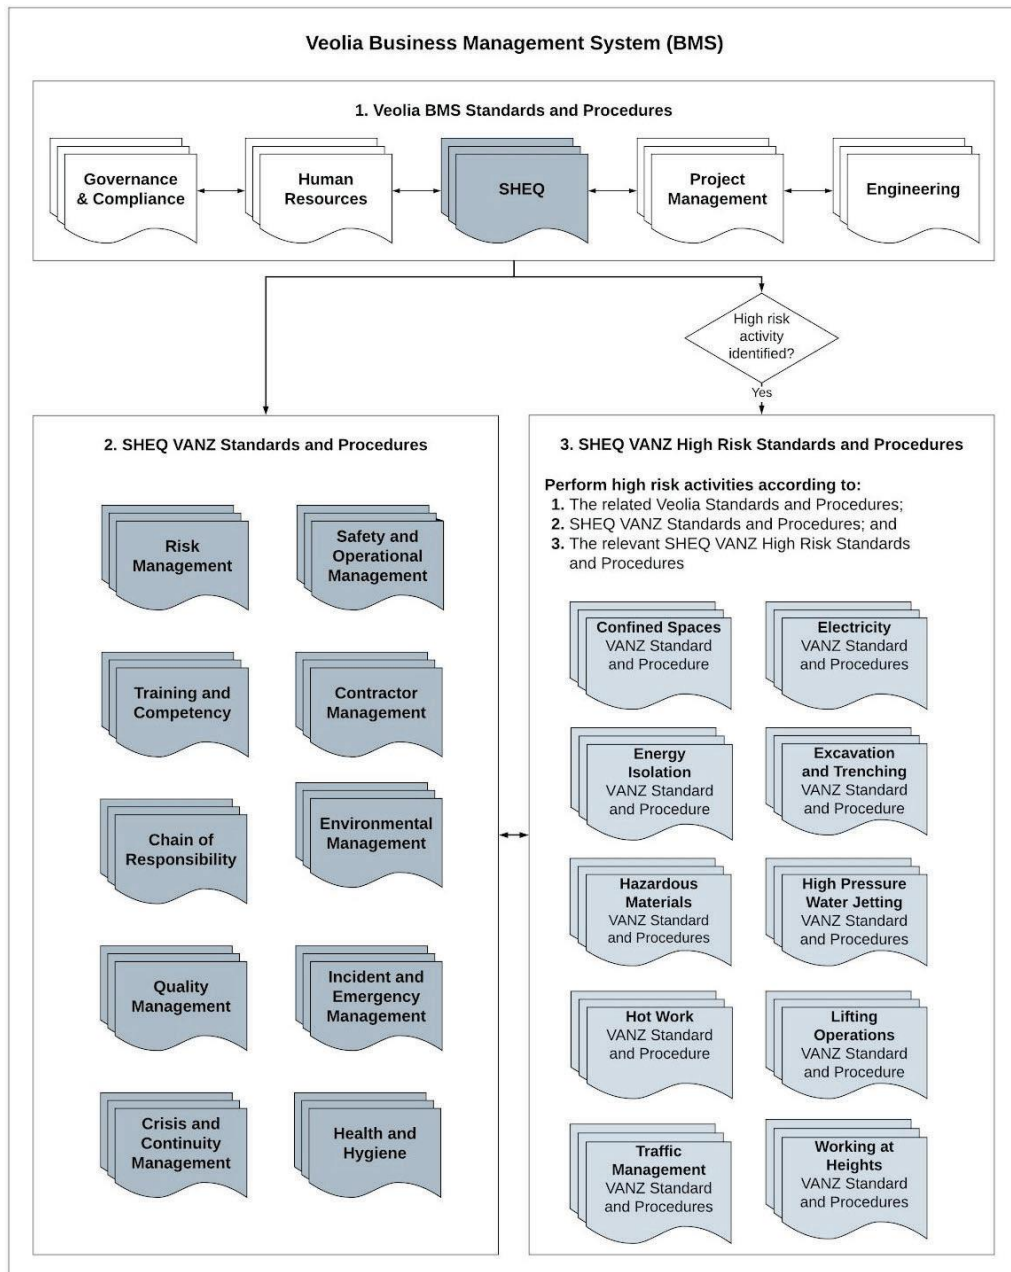 Veolia Business Management System (BMS)
1. Veolia BMS Standards and Procedures
Governance
& Compliance
Human
Resources
SHEQ
Project
Management
Engineering
High risk
activity
identified?
Yes
2. SHEQ VANZ Standards and Procedures
Risk
Management
Safety and
Operational
Management
Training and
Competency
Contractor
Management
Chain of
Responsibility
Environmental
Management
Quality
Management
Incident and
Emergency
Management
Crisis and
Continuity
Management
Health and
Hygiene
3. SHEQ VANZ High Risk Standards and Procedures
Perform high risk activities according to:
1. The related Veolia Standards and Procedures;
2. SHEQ VANZ Standards and Procedures; and
3. The relevant SHEQ VANZ High Risk Standards
and Procedures
Confined Spaces
VANZ Standard
and Procedure
Electricity
VANZ Standard
and Procedures
Energy
Isolation
VANZ Standard
and Procedure
Excavation
and Trenching
VANZ Standard
and Procedure
Hazardous
Materials
VANZ Standard
and Procedures
High Pressure
Water Jetting
VANZ Standard
and Procedures
Hot Work
VANZ Standard
and Procedure
Lifting
Operations
VANZ Standard
and Procedure
Traffic
Management
VANZ Standard
and Procedures
Working at
Heights
VANZ Standard
and Procedures